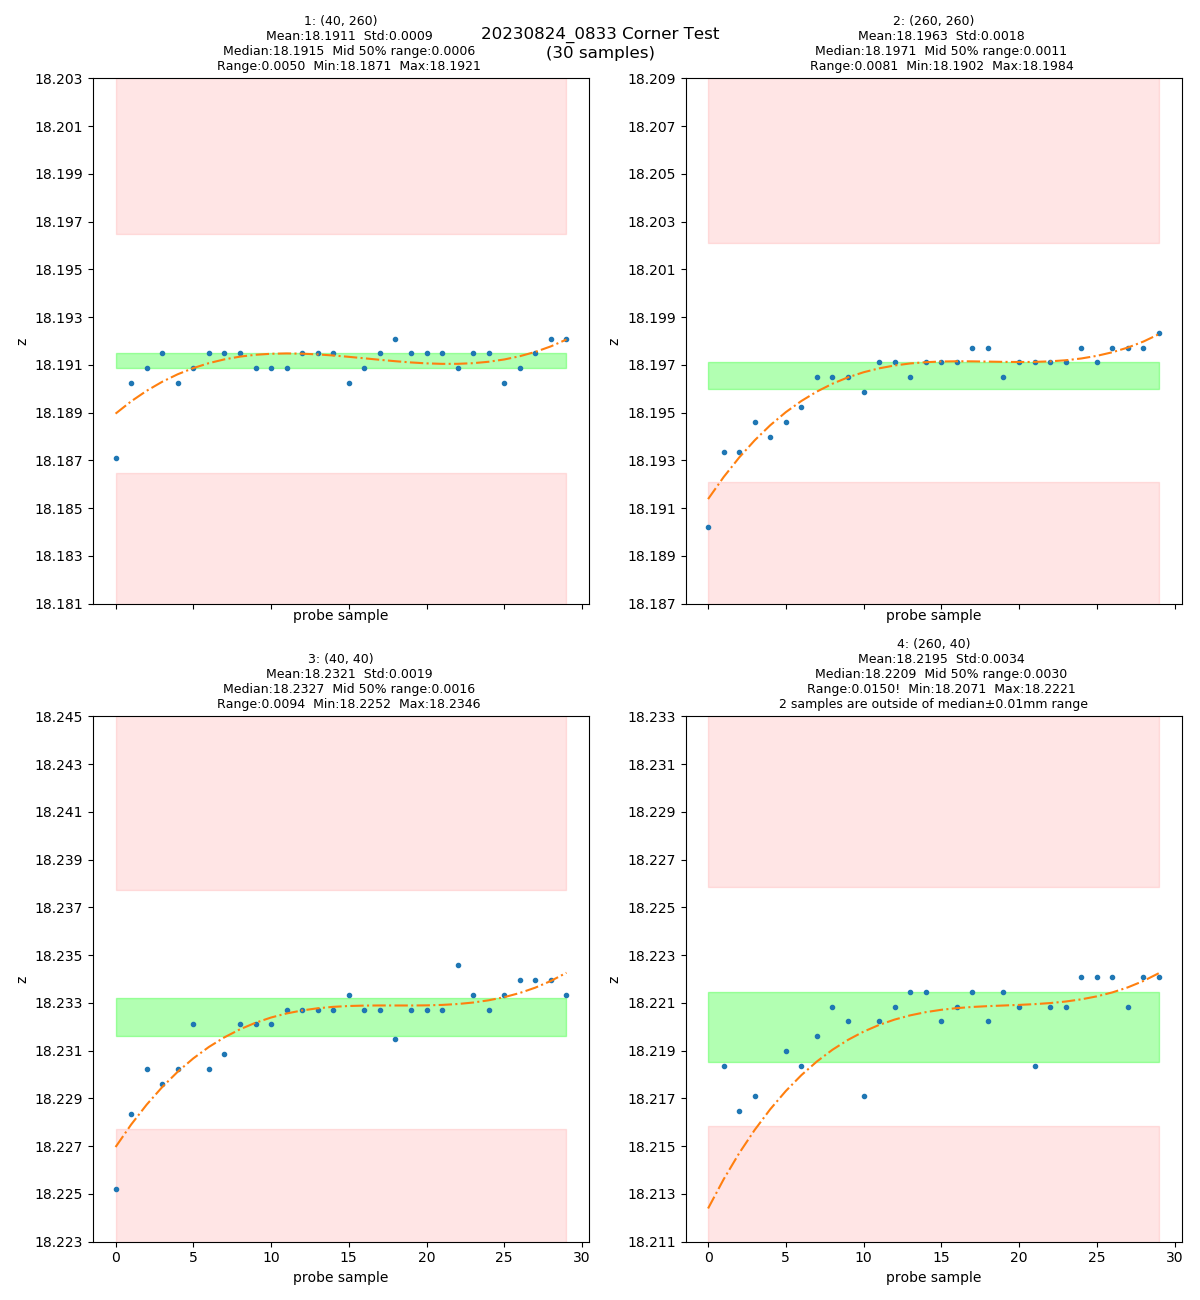 20230824_0833 Corner Test
(30 samples)
1: (40, 260)
Mean:18.1911  Std:0.0009
Median:18.1915  Mid 50% range:0.0006
Range:0.0050  Min:18.1871  Max:18.1921
18.203
18.201
18.199
18.197
18.195
18.193
18.191
18.189
18.187
18.185
18.183
18.181
z
probe sample
2: (260, 260)
Mean:18.1963  Std:0.0018
Median:18.1971  Mid 50% range:0.0011
Range:0.0081  Min:18.1902  Max:18.1984
18.209
18.207
18.205
18.203
18.201
18.199
18.197
18.195
18.193
18.191
18.189
18.187
z
probe sample
3: (40, 40)
Mean:18.2321  Std:0.0019
Median:18.2327  Mid 50% range:0.0016
Range:0.0094  Min:18.2252  Max:18.2346
18.245
18.243
18.241
18.239
18.237
18.235
18.233
18.231
18.229
18.227
18.225
18.223
z
0 5 10 15 20 25 30
probe sample
4: (260, 40)
Mean:18.2195  Std:0.0034
Median:18.2209  Mid 50% range:0.0030
Range:0.0150!  Min:18.2071  Max:18.2221
2 samples are outside of median±0.01mm range
18.233
18.231
18.229
18.227
18.225
18.223
18.221
18.219
18.217
18.215
18.213
18.211
z
0 5 10 15 20 25 30
probe sample